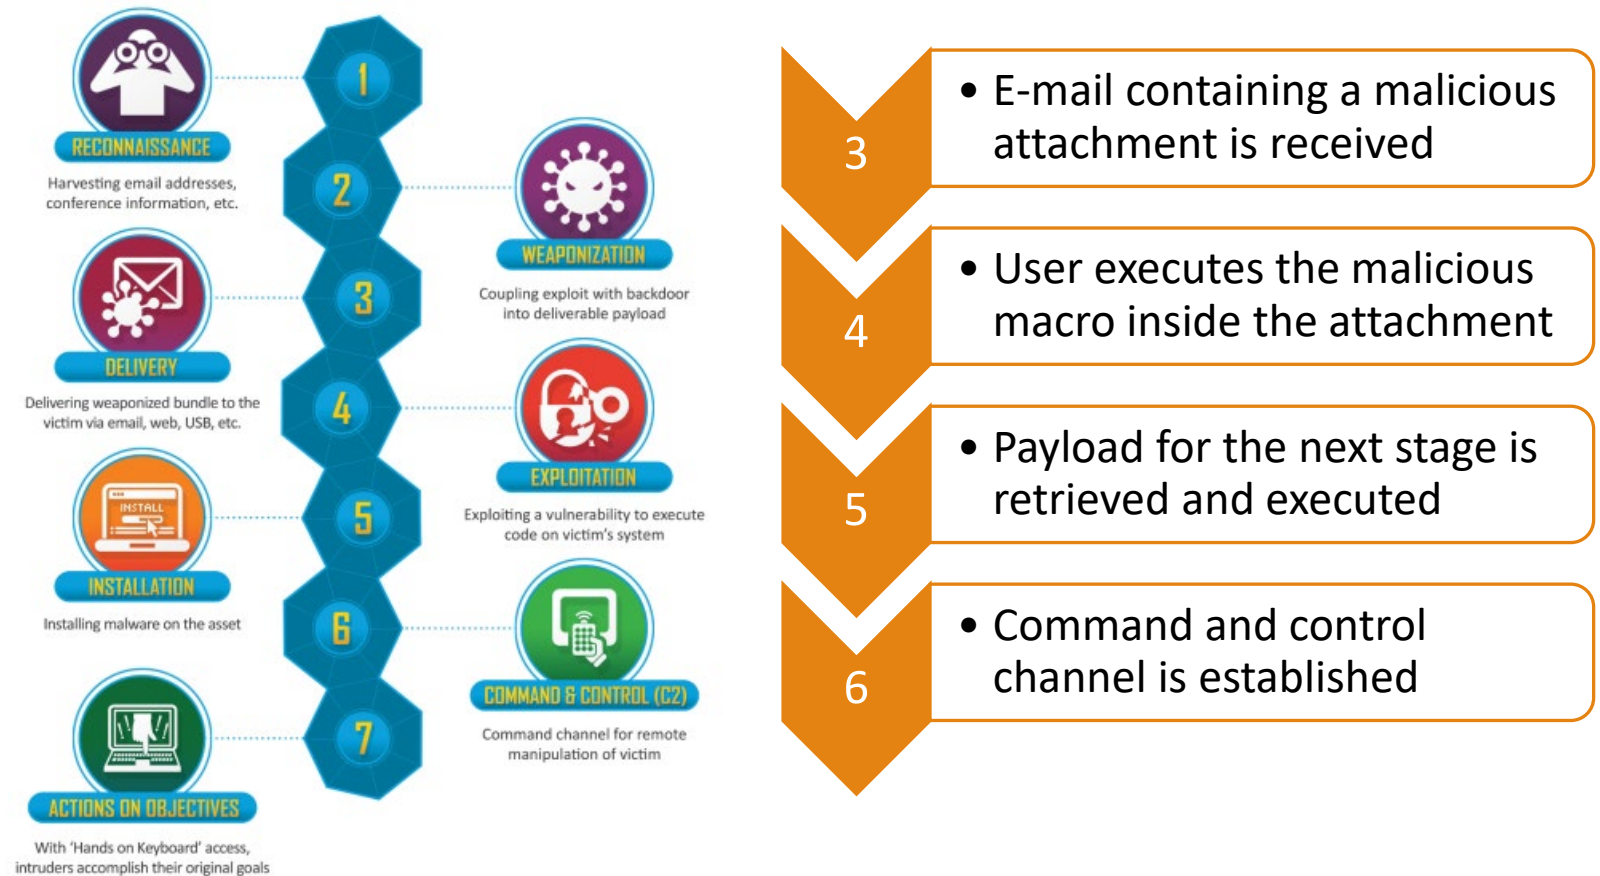 1
RECONNAISSANCE
Harvesting email addresses,
conference information, etc.
2
WEAPONIZATION
Coupling exploit with backdoor
into deliverable payload
3
DELIVERY
Delivering weaponized bundle to the
victim via email, web, USB, etc.
4
EXPLOITATION
Exploiting a vulnerability to execute
code on victim's system
5
INSTALL
INSTALLATION
Installing malware on the asset
6
COMMAND & CONTROL (C2)
Command channel for remote
manipulation of victim
7
ACTIONS ON OBJECTIVES
With 'Hands on Keyboard' access,
intruders accomplish their original goals
3
• E-mail containing a malicious
attachment is received
4
• User executes the malicious
macro inside the attachment
5
• Payload for the next stage is
retrieved and executed
6
• Command and control
channel is established